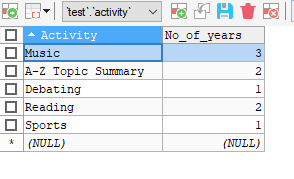 `test`.`activity`
Activity No_of_years
Music 3
A-Z Topic Summary 2
Debating 1
Reading 2
Sports 1
* (NULL) (NULL)